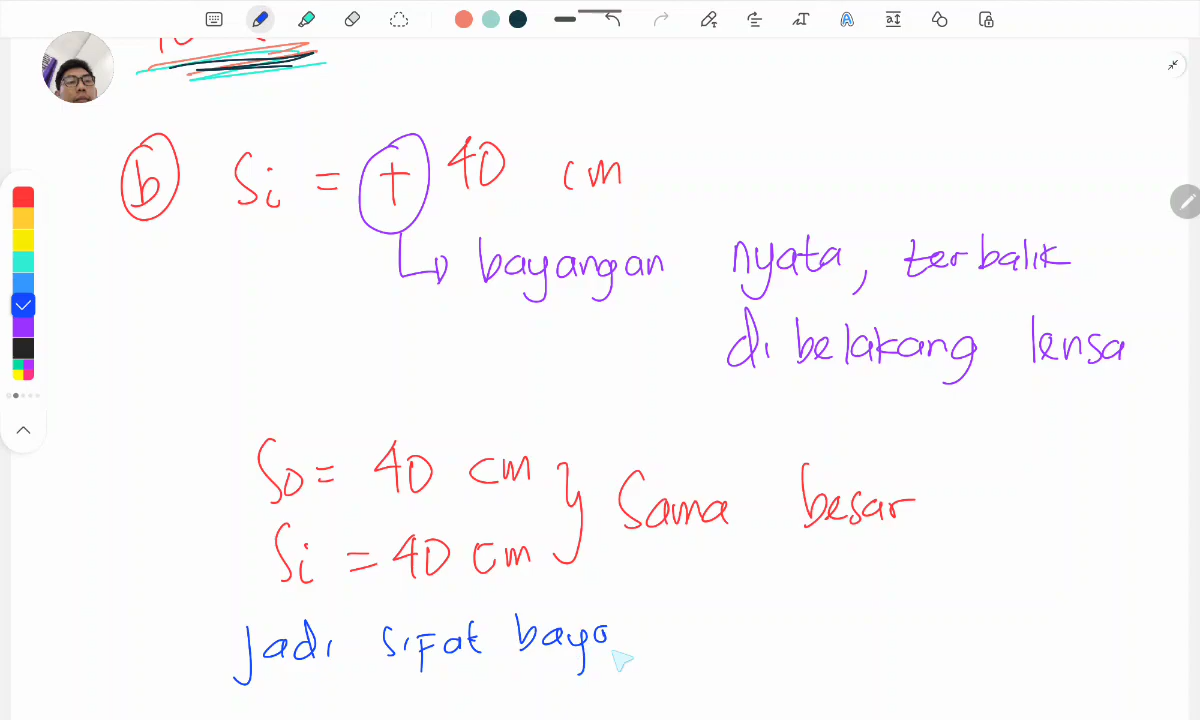 b Si = + 40 cm
↳ bayangan nyata, terbalik
di belakang lensa
So = 40 cm
Si = 40 cm } Sama besar
Jadi sifat baya